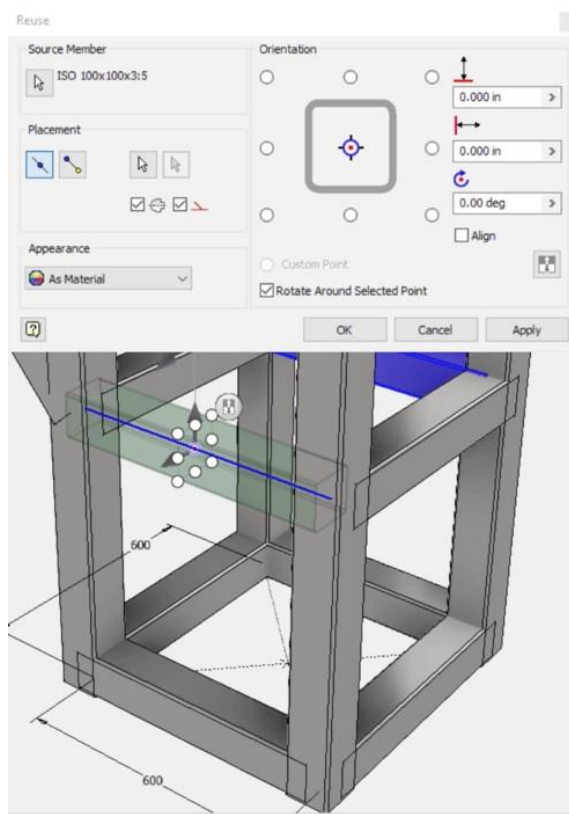 Reuse
Source Member
ISO 100x100x3:5
Placement
Appearance
As Material
Orientation
0.000 in
0.000 in
0.00 deg
Align
Custom Point
Rotate Around Selected Point
OK
Cancel
Apply
600
600